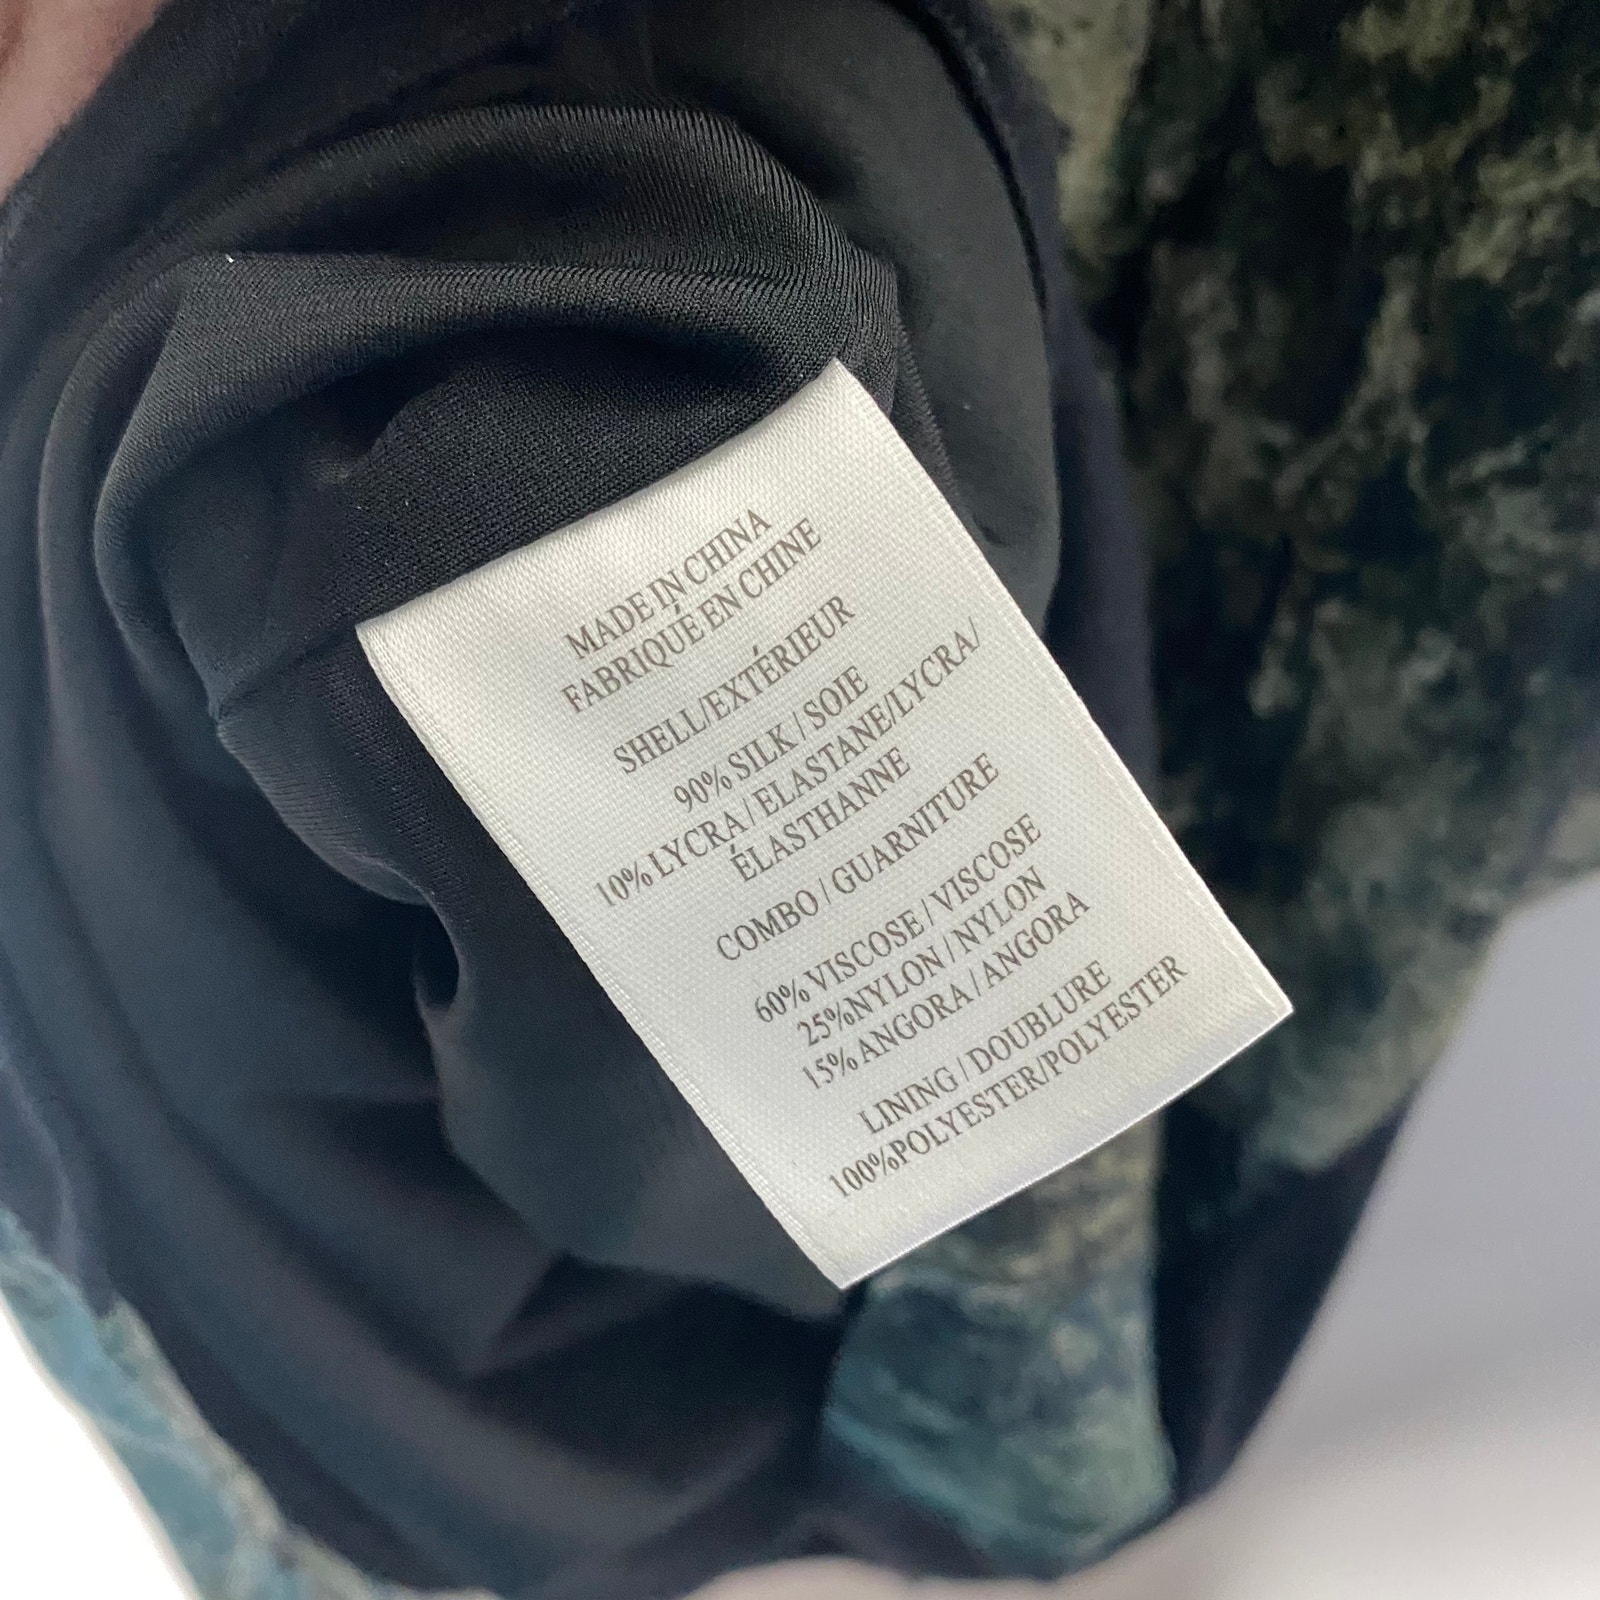 MADE IN CHINA
FABRIQUÉ EN CHINE
SHELL/EXTÉRIEUR
90% SILK / SOIE
10% LYCRA / ELASTANE/LYCRA/
ÉLASTHANNE
COMBO / GUARNITURE
60% VISCOSE / VISCOSE
25%NYLON / NYLON
15% ANGORA / ANGORA
LINING / DOUBLURE
100%POLYESTER/POLYESTER